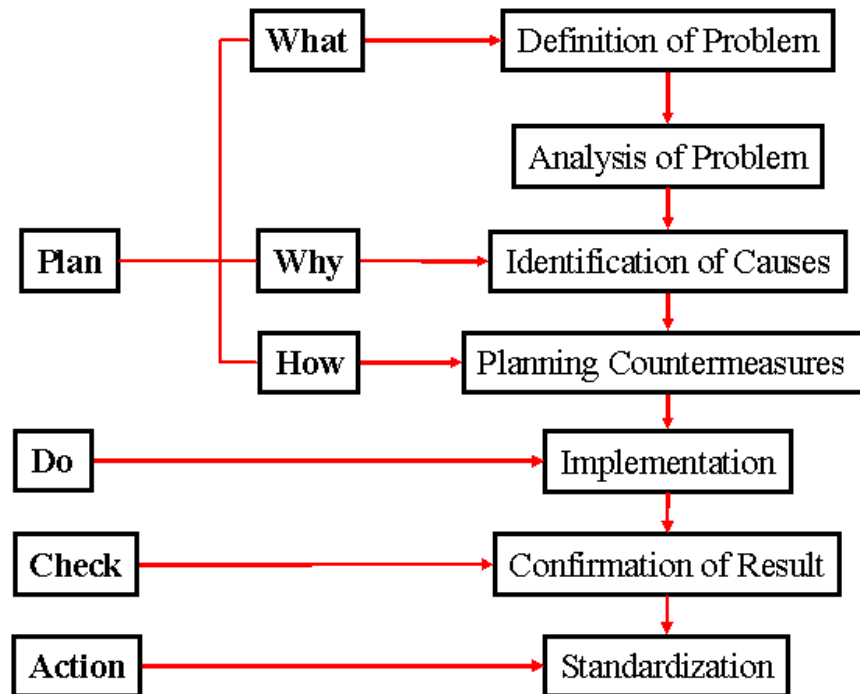 What
Definition of Problem
Analysis of Problem
Plan
Why
Identification of Causes
How
Planning Countermeasures
Do
Implementation
Check
Confirmation of Result
Action
Standardization